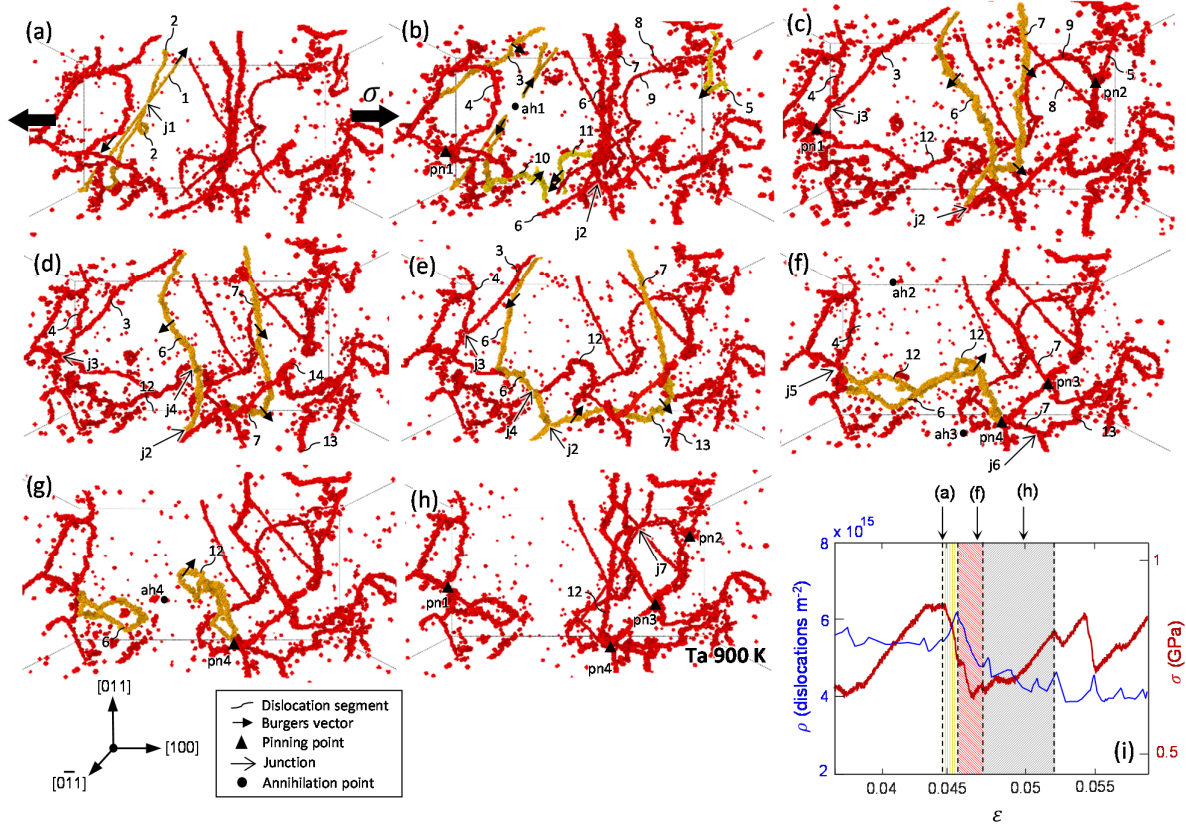 (a)
2
1
j1
2
σ
(b)
8
3
7
4
6
9
ah1
5
11
pn1
10
6
j2
(c)
7
9
3
5
4
pn2
6
8
j3
12
pn1
j2
(d)
7
4
3
6
j3
14
12
j4
7
13
j2
(e)
3
7
4
6
12
j3
6
j4
7
13
j2
(f)
ah2
4
12
12
7
j5
pn3
6
7
13
ah3
pn4
j6
(g)
12
ah4
6
pn4
(h)
pn2
j7
pn1
12
pn3
pn4
Ta 900 K
[011]
[100]
[01̄1]
Dislocation segment
Burgers vector
Pinning point
Junction
Annihilation point
(a) (f) (h)
x 10¹⁵
8
6
4
2
ρ (dislocations m⁻²)
1
0.5
σ (GPa)
(i)
0.04 0.045 0.05 0.055
ε